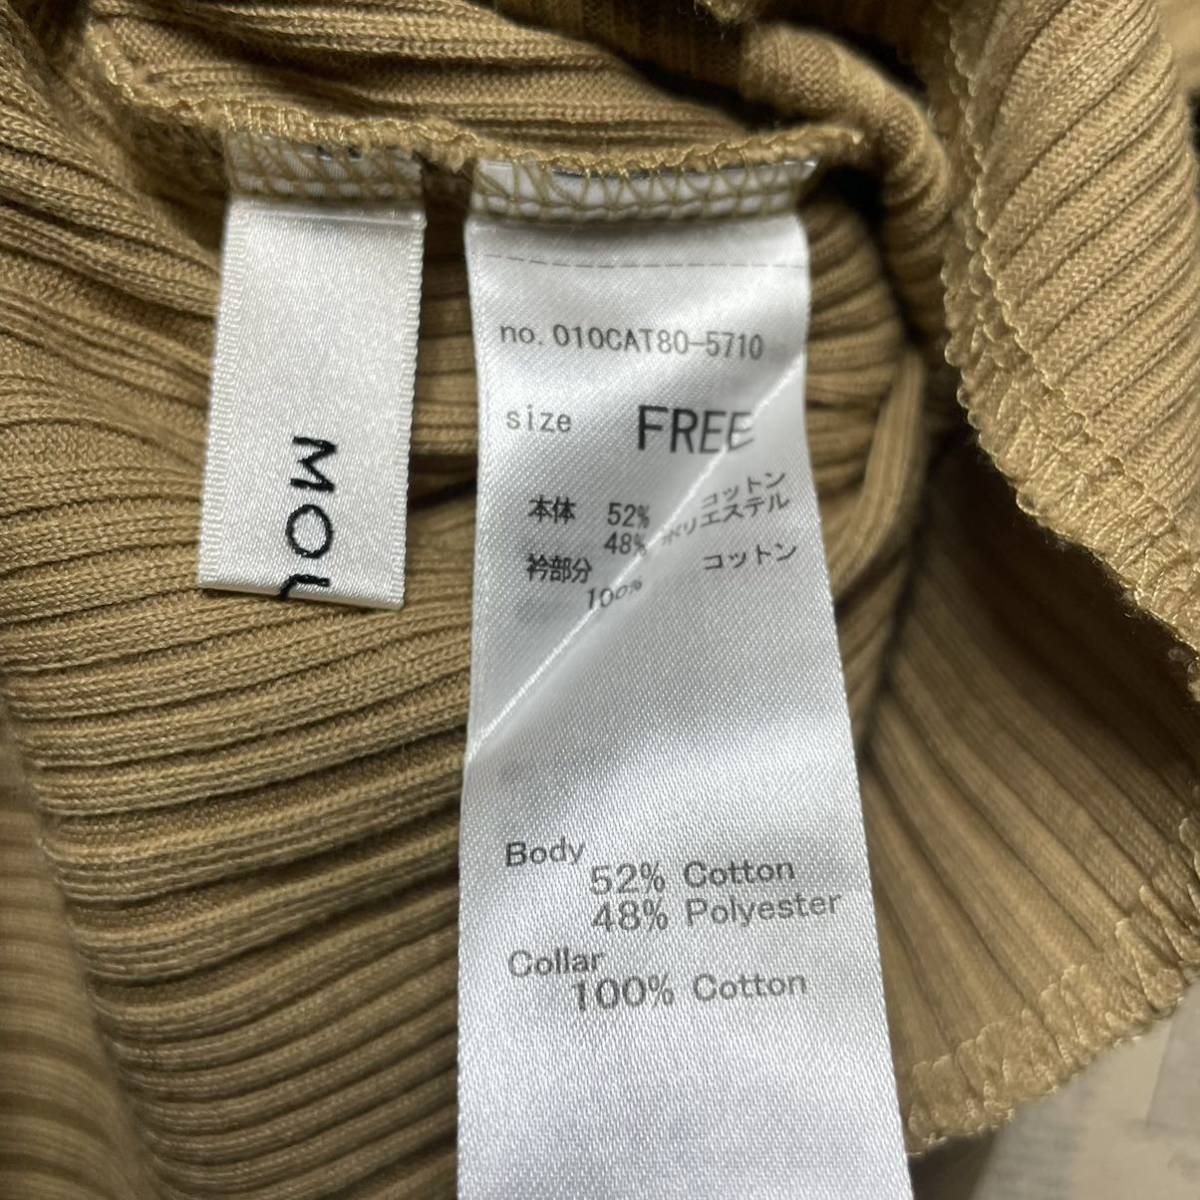 MOU
no. 010CAT80-5710
size FREE
本体 52% コットン
48% ポリエステル
衿部分 コットン
100%
Body
52% Cotton
48% Polyester
Collar
100% Cotton